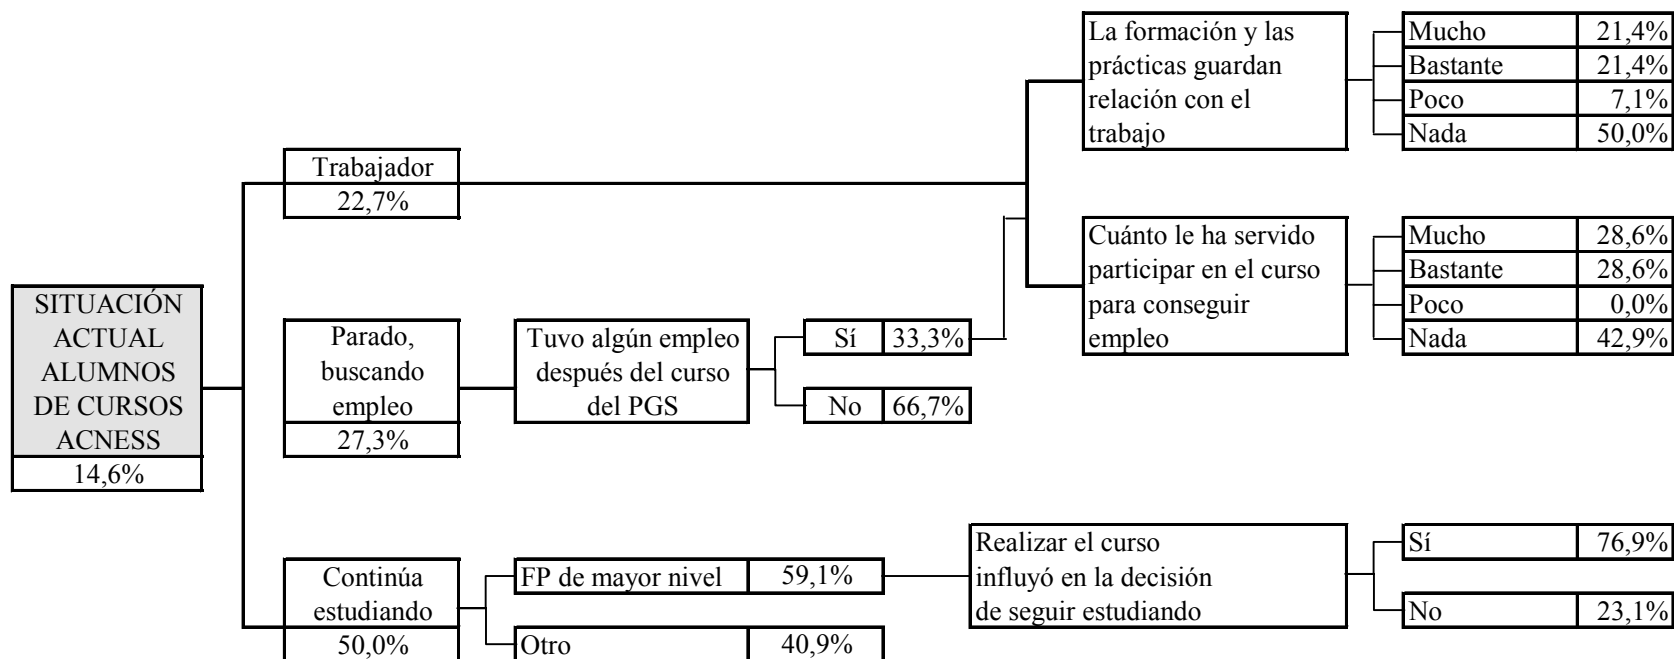 SITUACIÓN
ACTUAL
ALUMNOS
DE CURSOS
ACNESS
14,6%
Trabajador
22,7%
Parado,
buscando
empleo
27,3%
Continúa
estudiando
50,0%
Tuvo algún empleo
después del curso
del PGS
Sí 33,3%
No 66,7%
FP de mayor nivel 59,1%
Otro 40,9%
La formación y las
prácticas guardan
relación con el
trabajo
Mucho 21,4%
Bastante 21,4%
Poco 7,1%
Nada 50,0%
Cuánto le ha servido
participar en el curso
para conseguir
empleo
Mucho 28,6%
Bastante 28,6%
Poco 0,0%
Nada 42,9%
Realizar el curso
influyó en la decisión
de seguir estudiando
Sí 76,9%
No 23,1%